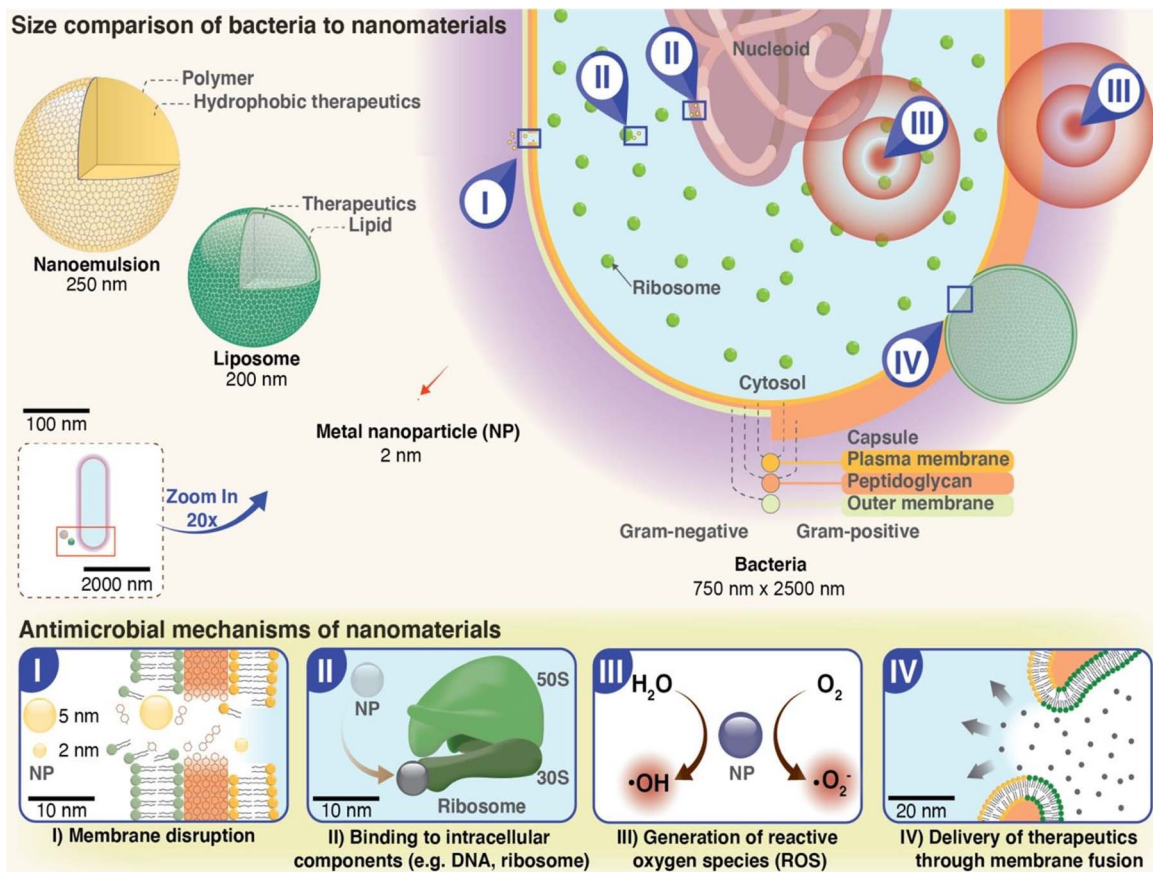 Size comparison of bacteria to nanomaterials
Polymer
Hydrophobic therapeutics
Nanoemulsion
250 nm
Therapeutics
Lipid
Liposome
200 nm
100 nm
Metal nanoparticle (NP)
2 nm
Zoom In
20x
2000 nm
I
II
II
Nucleoid
III
III
Ribosome
IV
Cytosol
Capsule
Plasma membrane
Peptidoglycan
Outer membrane
Gram-negative
Gram-positive
Bacteria
750 nm x 2500 nm
Antimicrobial mechanisms of nanomaterials
I
5 nm
2 nm
NP
10 nm
I) Membrane disruption
II
NP
50S
30S
10 nm
Ribosome
II) Binding to intracellular
components (e.g. DNA, ribosome)
III
H₂O
O₂
NP
•OH
•O₂⁻
III) Generation of reactive
oxygen species (ROS)
IV
20 nm
IV) Delivery of therapeutics
through membrane fusion